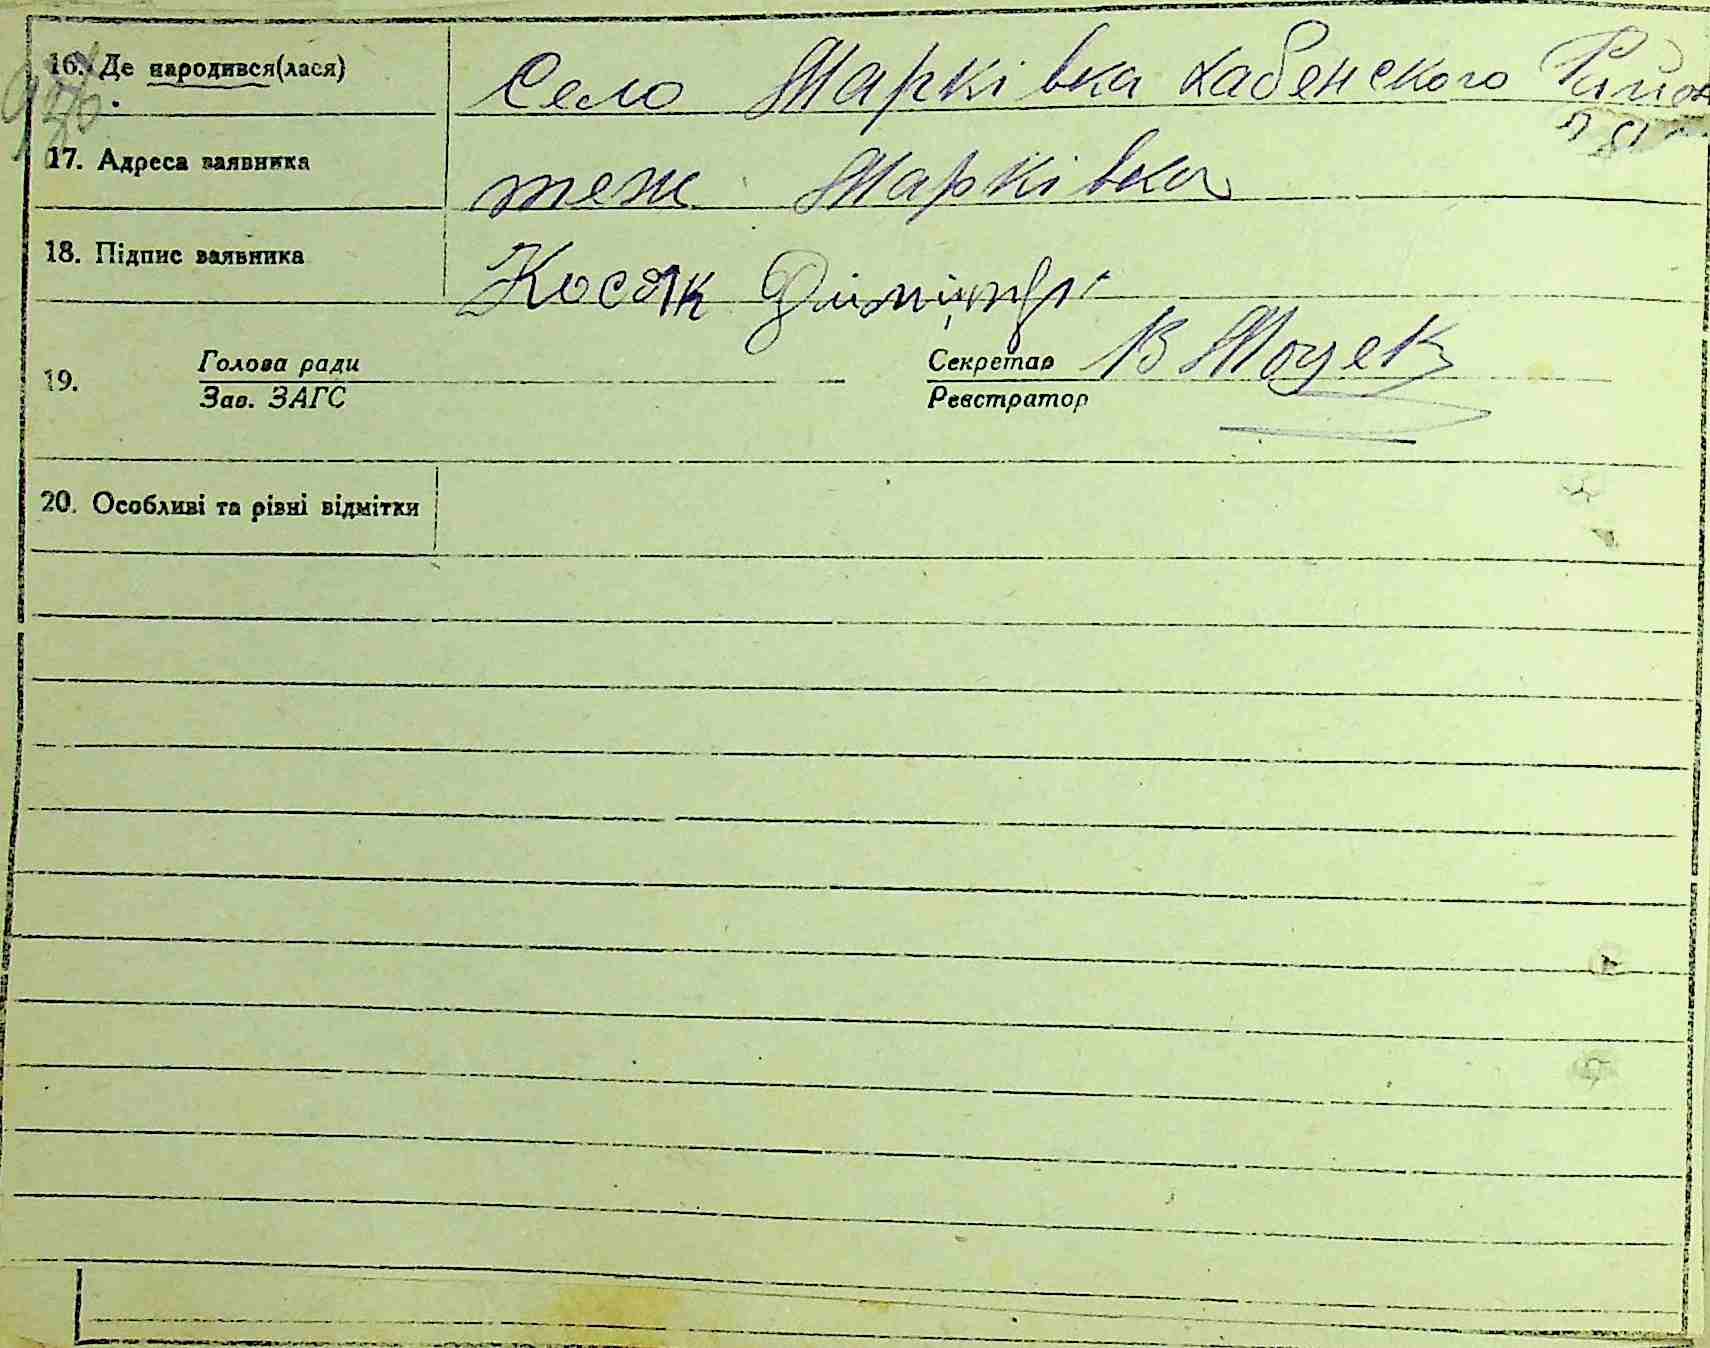 16. Де народився(лася) Село Марківка кабенского Район
17. Адреса заявника теж Марківка
18. Підпис заявника Косяк Димитрі
19. Голова ради Секретар В
Зав. ЗАГС Реєстратор
20. Особливі та різні відмітки